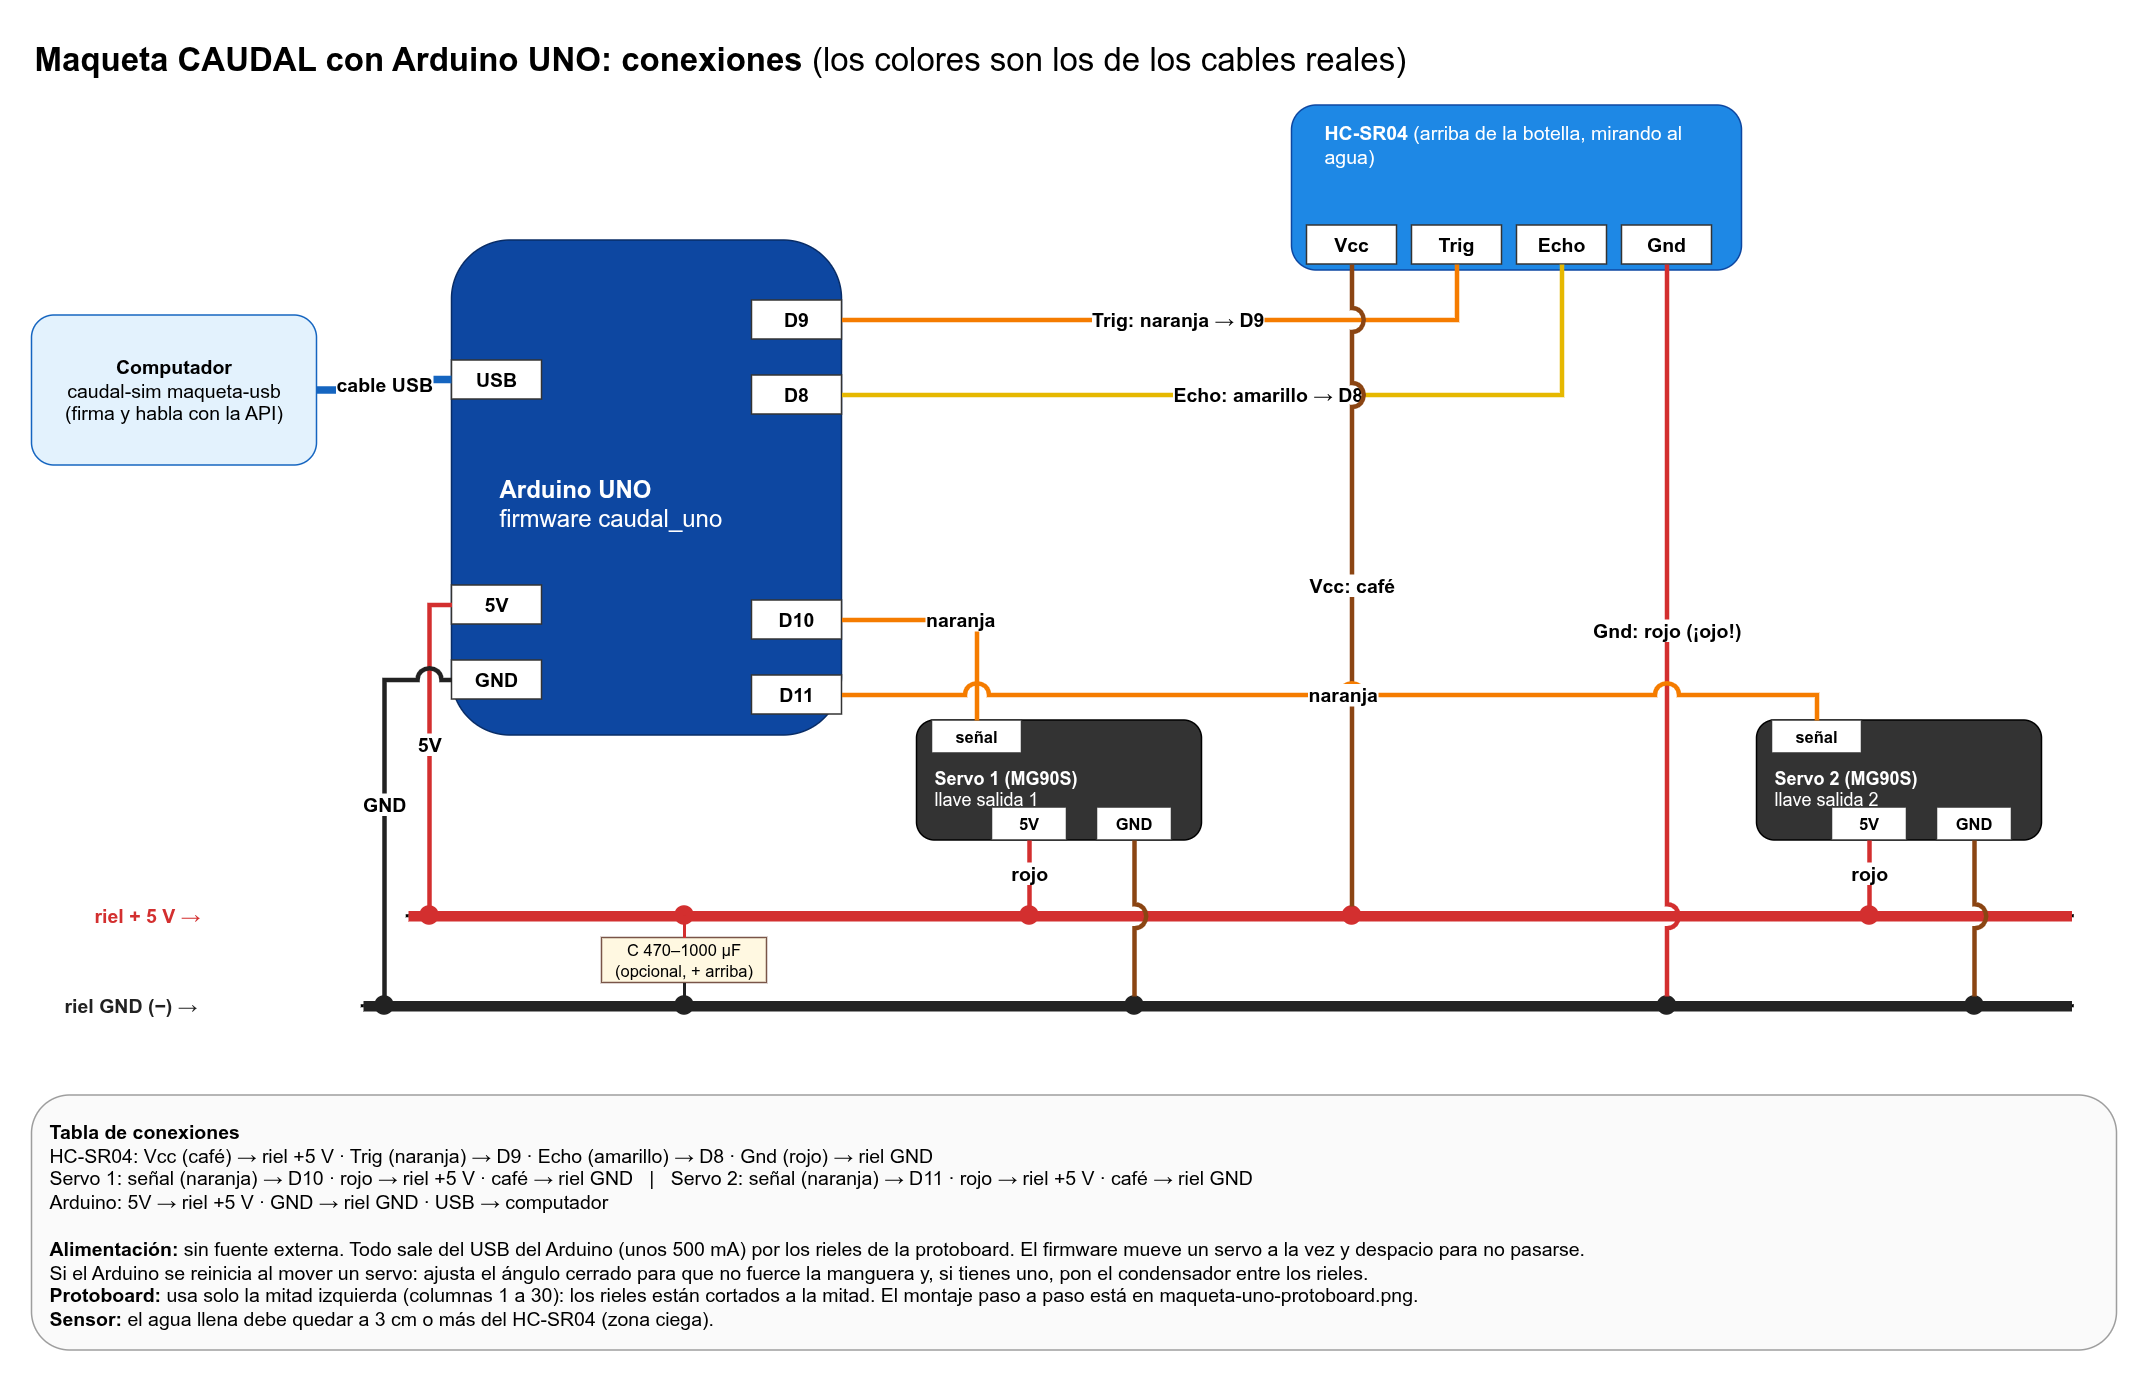 Maqueta CAUDAL con Arduino UNO: conexiones (los colores son los de los cables reales)
HC-SR04 (arriba de la botella, mirando al
agua)
Vcc
Trig
Echo
Gnd
D9
Trig: naranja → D9
Computador
caudal-sim maqueta-usb
(firma y habla con la API)
cable USB
USB
D8
Echo: amarillo → D8
Arduino UNO
firmware caudal_uno
Vcc: café
5V
D10
naranja
Gnd: rojo (¡ojo!)
GND
D11
naranja
5V
señal
Servo 1 (MG90S)
llave salida 1
5V
GND
señal
Servo 2 (MG90S)
llave salida 2
5V
GND
GND
rojo
rojo
riel + 5 V →
C 470–1000 µF
(opcional, + arriba)
riel GND (−) →
Tabla de conexiones
HC-SR04: Vcc (café) → riel +5 V · Trig (naranja) → D9 · Echo (amarillo) → D8 · Gnd (rojo) → riel GND
Servo 1: señal (naranja) → D10 · rojo → riel +5 V · café → riel GND | Servo 2: señal (naranja) → D11 · rojo → riel +5 V · café → riel GND
Arduino: 5V → riel +5 V · GND → riel GND · USB → computador
Alimentación: sin fuente externa. Todo sale del USB del Arduino (unos 500 mA) por los rieles de la protoboard. El firmware mueve un servo a la vez y despacio para no pasarse.
Si el Arduino se reinicia al mover un servo: ajusta el ángulo cerrado para que no fuerce la manguera y, si tienes uno, pon el condensador entre los rieles.
Protoboard: usa solo la mitad izquierda (columnas 1 a 30): los rieles están cortados a la mitad. El montaje paso a paso está en maqueta-uno-protoboard.png.
Sensor: el agua llena debe quedar a 3 cm o más del HC-SR04 (zona ciega).